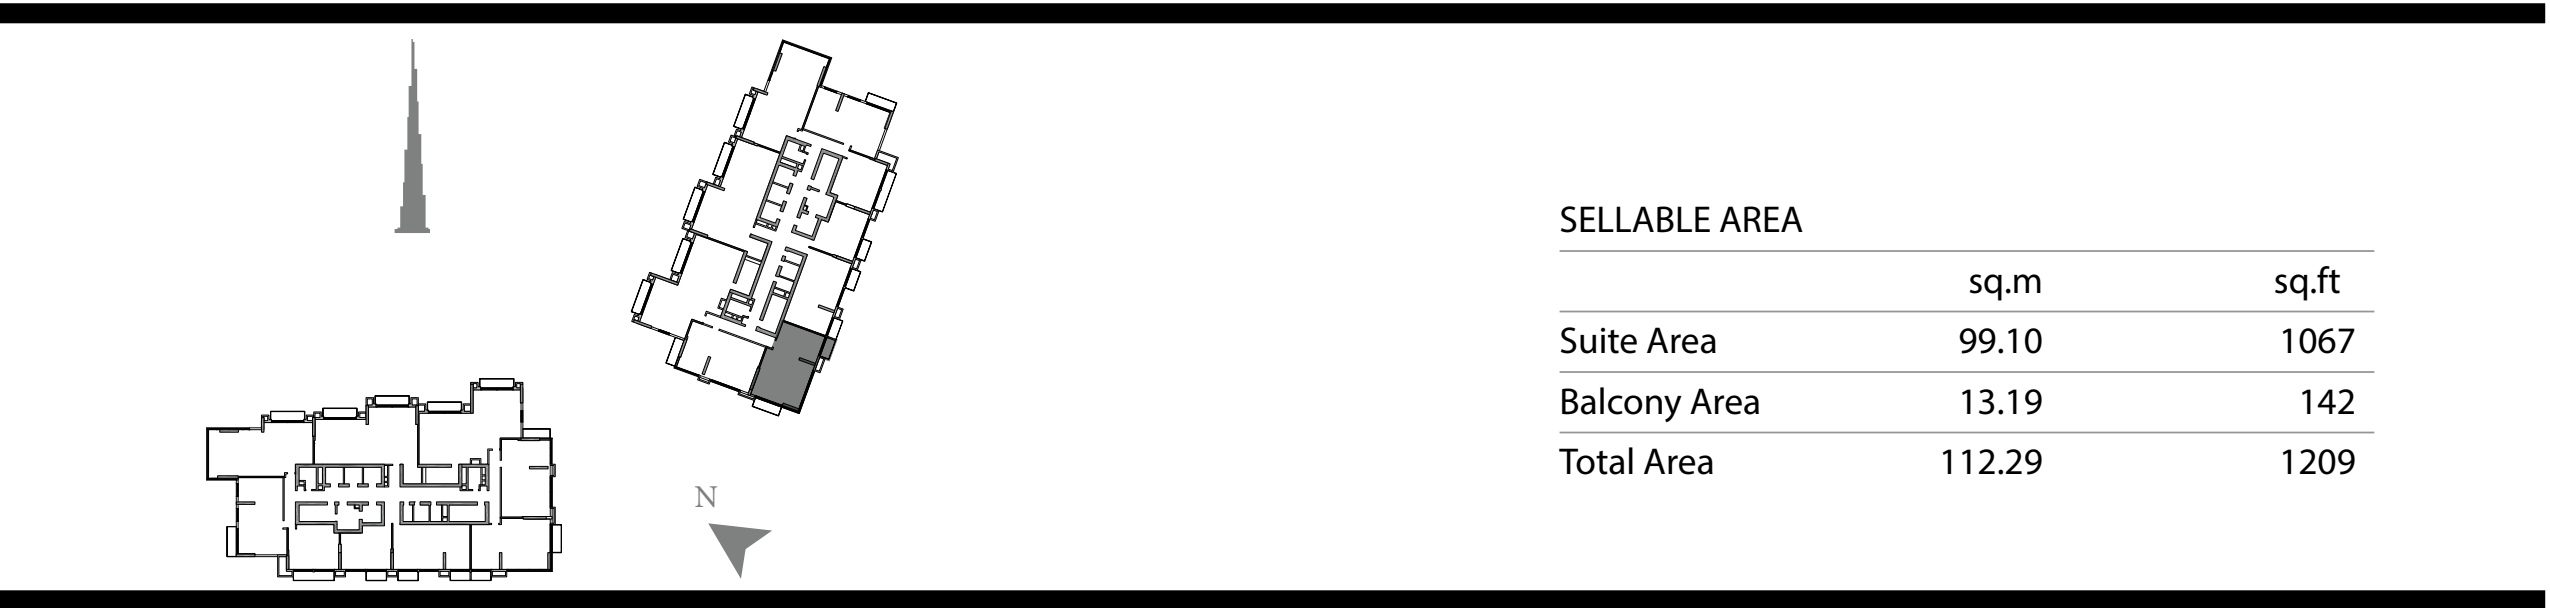 N
SELLABLE AREA
sq.m sq.ft
Suite Area 99.10 1067
Balcony Area 13.19 142
Total Area 112.29 1209